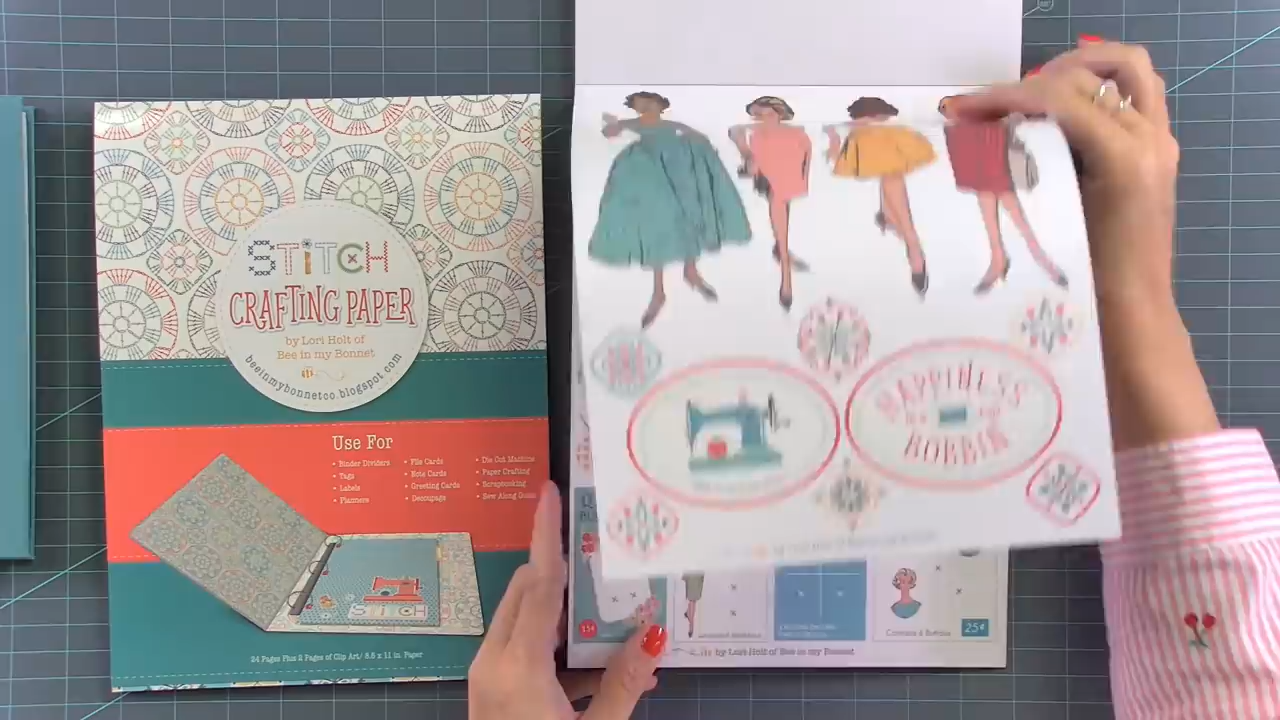 STITCH
CRAFTING PAPER
by Lori Holt of
Bee in my Bonnet
beeinmybonnetco.blogspot.com
Use For
• Binder Dividers
• Tags
• Labels
• Planners
• File Cards
• Note Cards
• Greeting Cards
• Decoupage
• Die Cut Machine
• Paper Crafting
• Scrapbooking
• Sew Along Guide
STITCH
24 Pages Plus 2 Pages of Clip Art/ 8.5 x 11 in. Paper
HAPPINESS
BOBBIN
15¢
25¢
by Lori Holt of Bee in my Bonnet